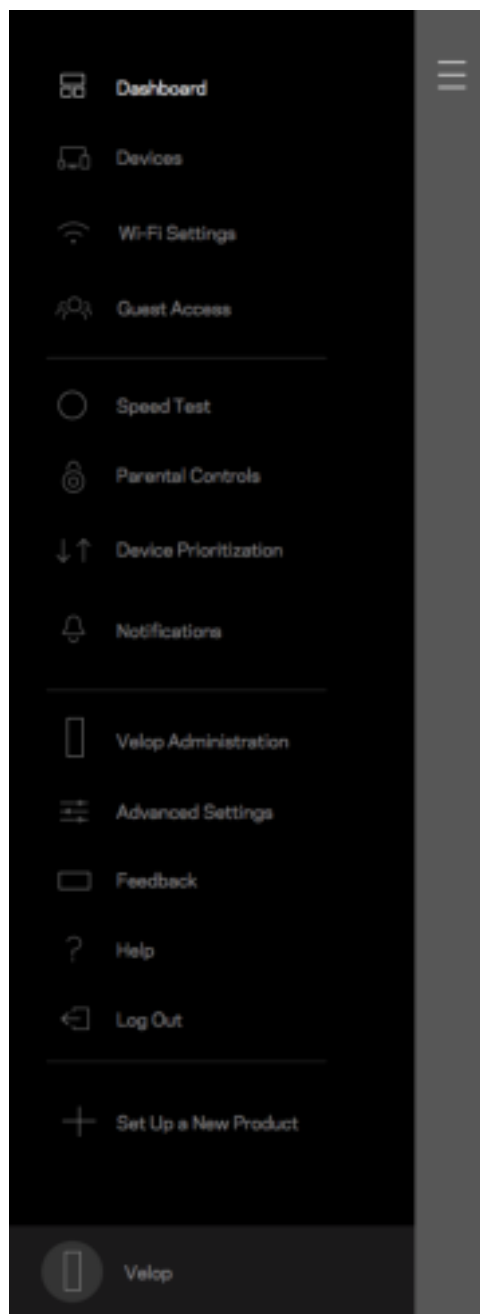 Dashboard
Devices
Wi-Fi Settings
Guest Access
Speed Test
Parental Controls
Device Prioritization
Notifications
Velop Administration
Advanced Settings
Feedback
Help
Log Out
Set Up a New Product
Velop